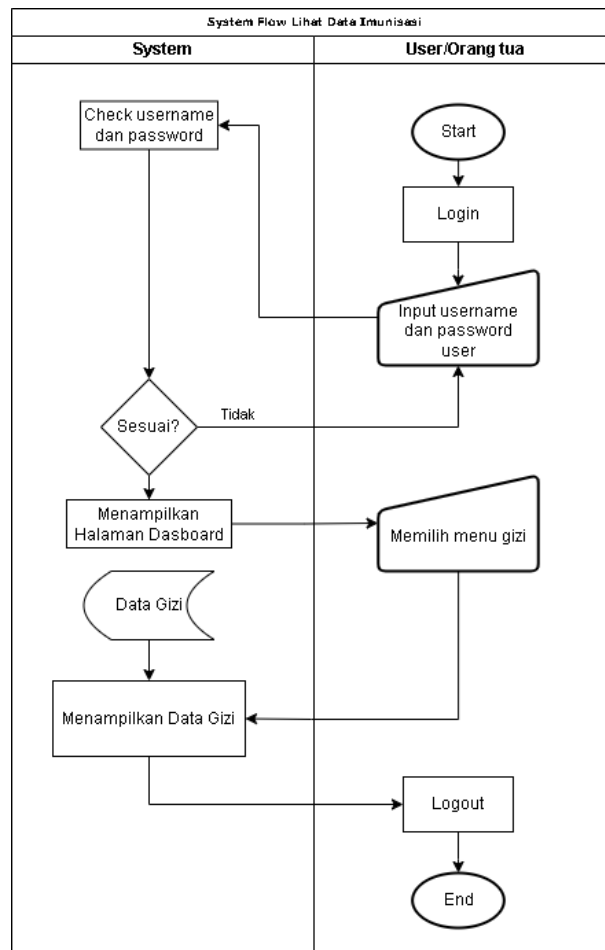 System Flow Lihat Data Imunisasi
System
User/Orang tua
Start
Login
Input username
dan password
user
Check username
dan password
Sesuai?
Tidak
Menampilkan
Halaman Dasboard
Memilih menu gizi
Data Gizi
Menampilkan Data Gizi
Logout
End